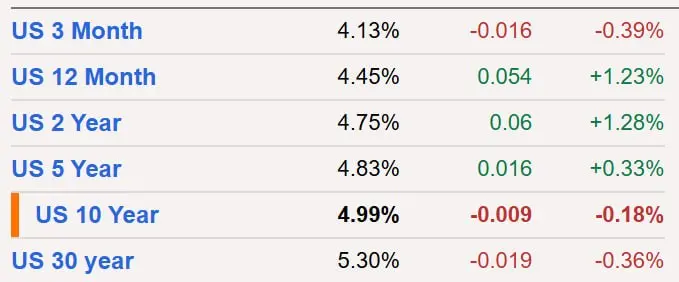 US 3 Month 4.13% -0.016 -0.39%
US 12 Month 4.45% 0.054 +1.23%
US 2 Year 4.75% 0.06 +1.28%
US 5 Year 4.83% 0.016 +0.33%
US 10 Year 4.99% -0.009 -0.18%
US 30 year 5.30% -0.019 -0.36%